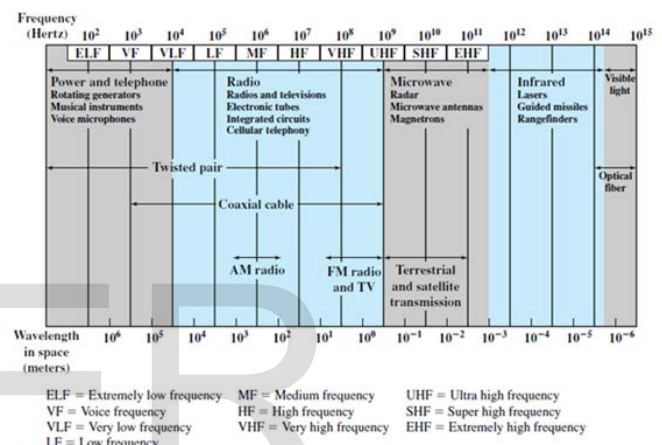 Frequency
(Hertz) 10² 10³ 10⁴ 10⁵ 10⁶ 10⁷ 10⁸ 10⁹ 10¹⁰ 10¹¹ 10¹² 10¹³ 10¹⁴ 10¹⁵
ELF VF VLF LF MF HF VHF UHF SHF EHF
Power and telephone
Rotating generators
Musical instruments
Voice microphones
Radio
Radios and televisions
Electronic tubes
Integrated circuits
Cellular telephony
Microwave
Radar
Microwave antennas
Magnetrons
Infrared
Lasers
Guided missiles
Rangefinders
Visible
light
Twisted pair
Optical
fiber
Coaxial cable
AM radio
FM radio
and TV
Terrestrial
and satellite
transmission
Wavelength
in space
(meters)
10⁶ 10⁵ 10⁴ 10³ 10² 10¹ 10⁰ 10⁻¹ 10⁻² 10⁻³ 10⁻⁴ 10⁻⁵ 10⁻⁶
ELF = Extremely low frequency MF = Medium frequency UHF = Ultra high frequency
VF = Voice frequency HF = High frequency SHF = Super high frequency
VLF = Very low frequency VHF = Very high frequency EHF = Extremely high frequency
LF = Low frequency
ER